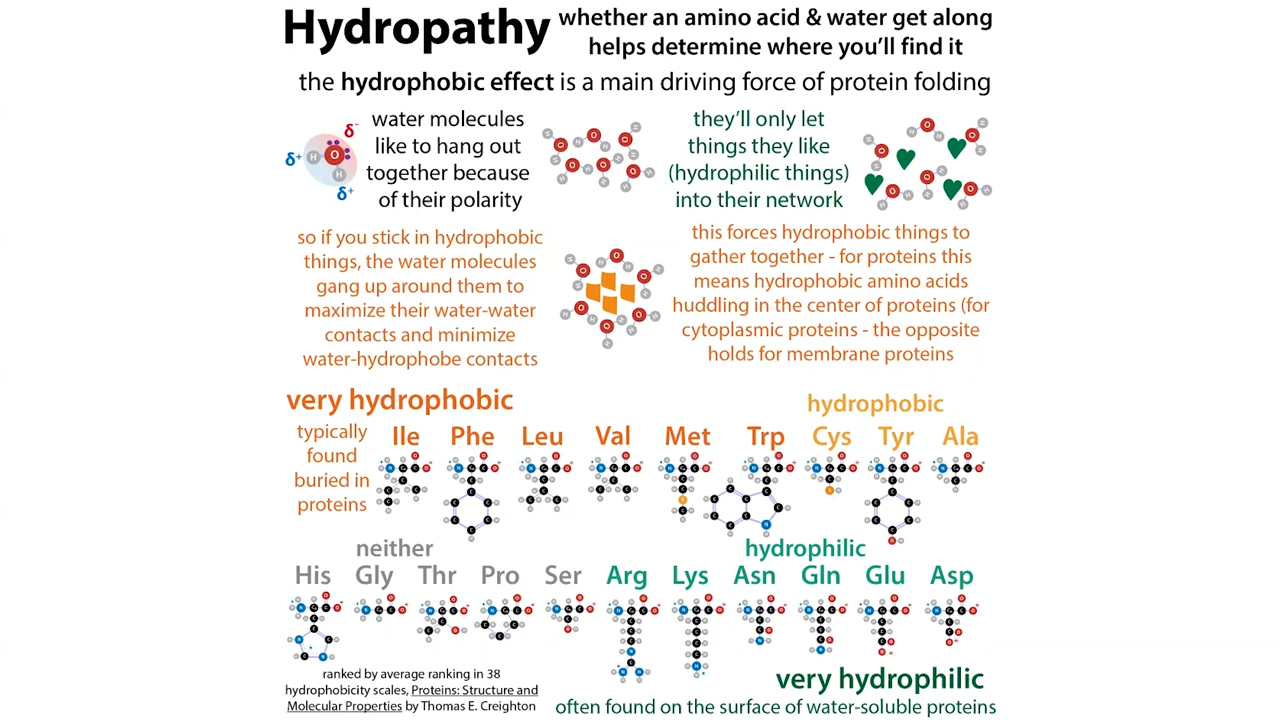 Hydropathy
whether an amino acid & water get along
helps determine where you'll find it
the hydrophobic effect is a main driving force of protein folding
δ⁻
δ⁺
δ⁺
water molecules
like to hang out
together because
of their polarity
they'll only let
things they like
(hydrophilic things)
into their network
so if you stick in hydrophobic
things, the water molecules
gang up around them to
maximize their water-water
contacts and minimize
water-hydrophobe contacts
this forces hydrophobic things to
gather together - for proteins this
means hydrophobic amino acids
huddling in the center of proteins (for
cytoplasmic proteins - the opposite
holds for membrane proteins
very hydrophobic
hydrophobic
typically
found
buried in
proteins
Ile Phe Leu Val Met Trp Cys Tyr Ala
neither
hydrophilic
His Gly Thr Pro Ser Arg Lys Asn Gln Glu Asp
ranked by average ranking in 38
hydrophobicity scales, Proteins: Structure and
Molecular Properties by Thomas E. Creighton
very hydrophilic
often found on the surface of water-soluble proteins